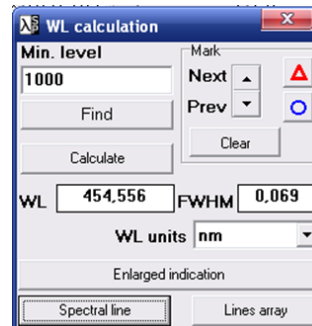 WL calculation
Min. level
Mark
1000
Next
Find
Prev
Clear
Calculate
WL 454,556 FWHM 0,069
WL units nm
Enlarged indication
Spectral line Lines array